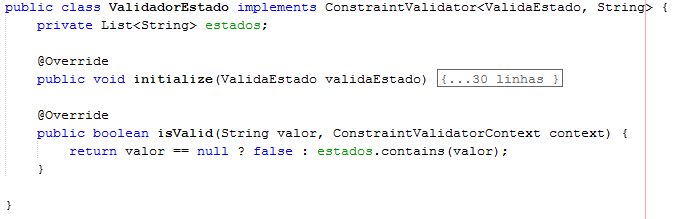 public class ValidadorEstado implements ConstraintValidator<ValidaEstado, String> {
    private List<String> estados;
    @Override
    public void initialize(ValidaEstado validaEstado) {...30 linhas }
    @Override
    public boolean isValid(String valor, ConstraintValidatorContext context) {
        return valor == null ? false : estados.contains(valor);
    }
}